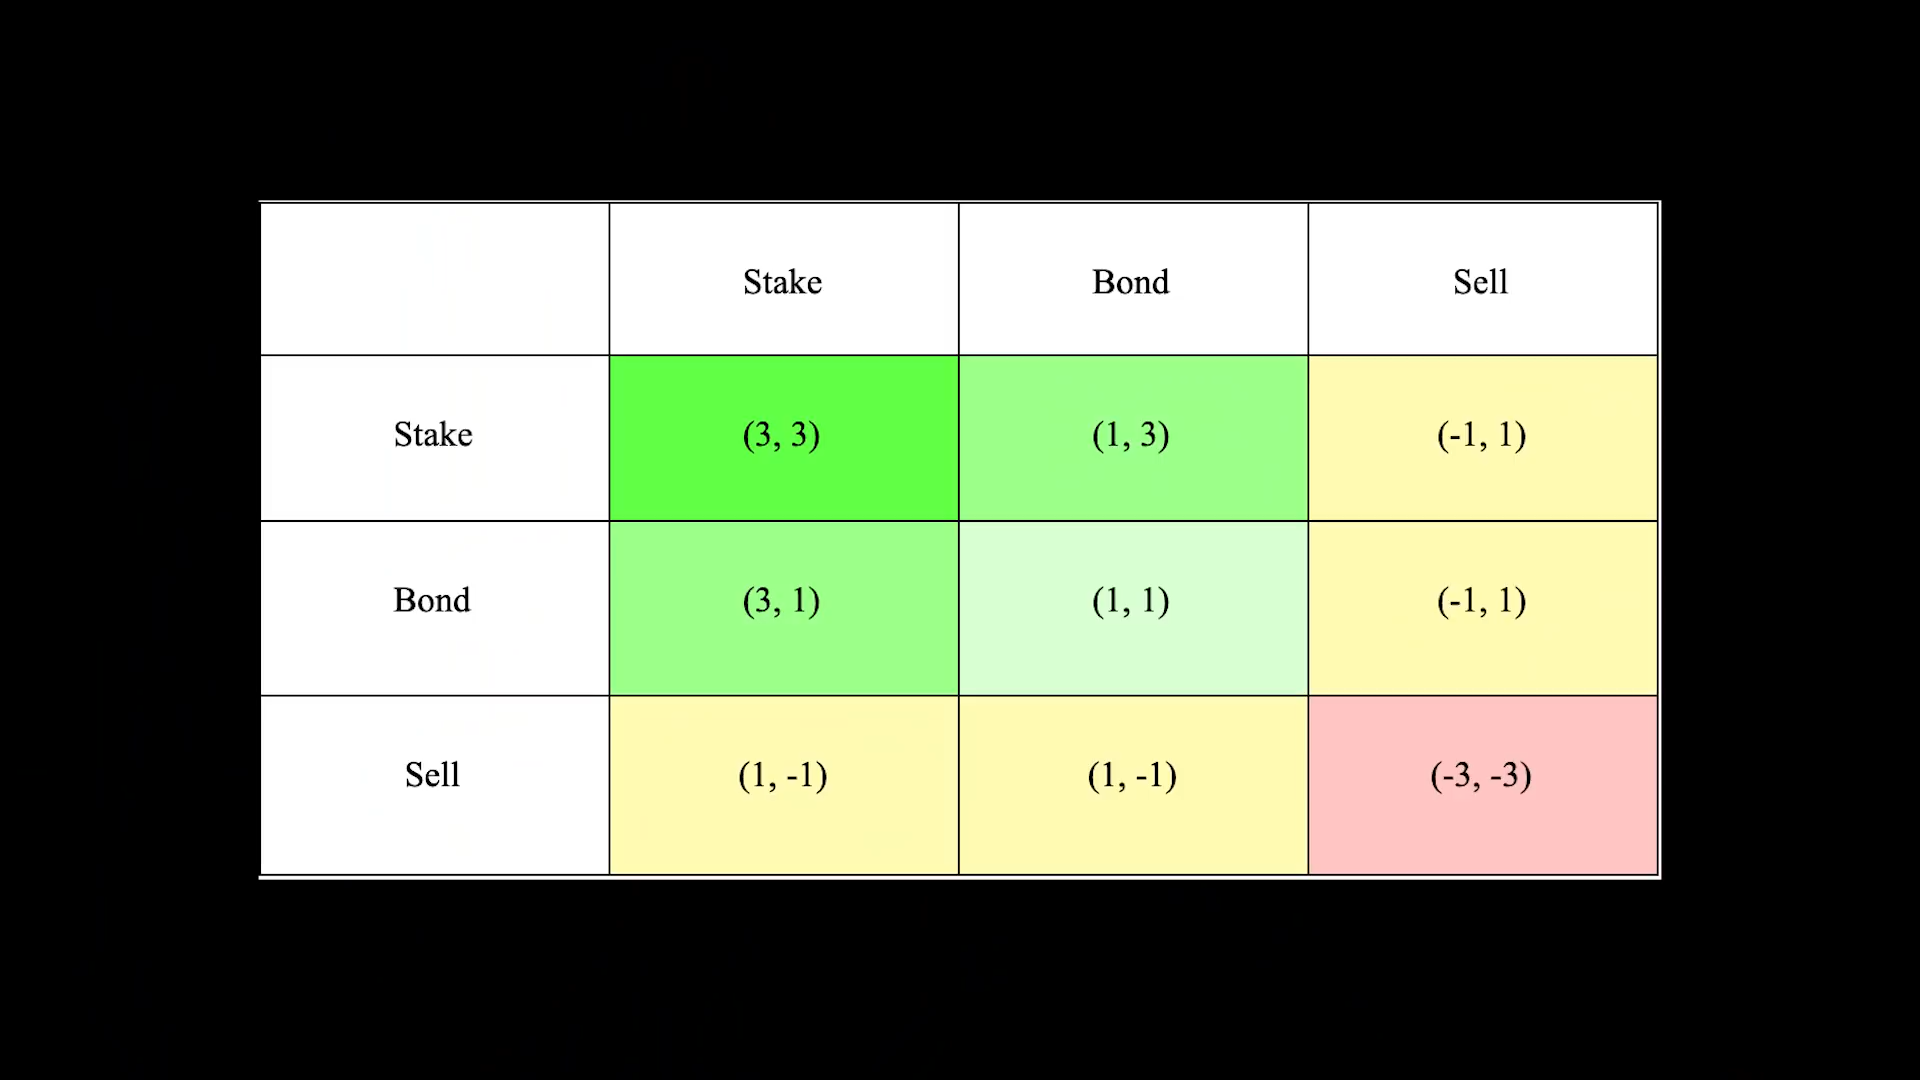 Stake Bond Sell
Stake (3, 3) (1, 3) (-1, 1)
Bond (3, 1) (1, 1) (-1, 1)
Sell (1, -1) (1, -1) (-3, -3)